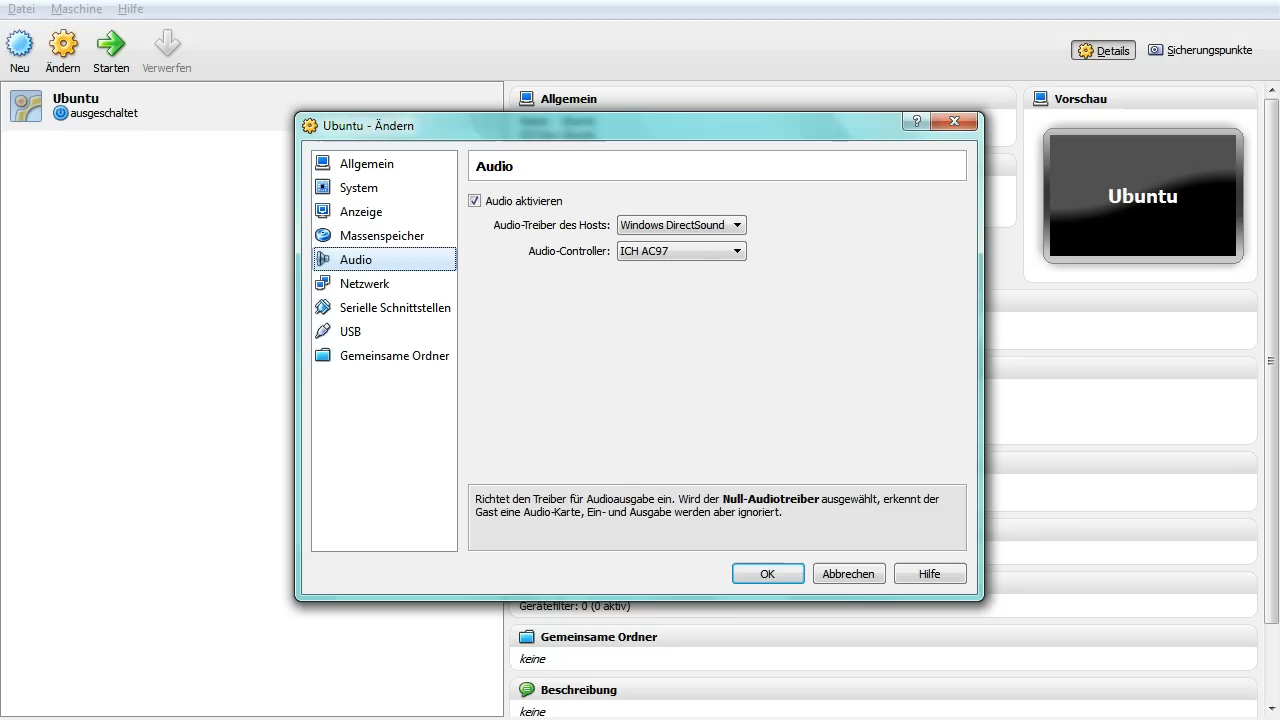 Datei Maschine Hilfe
Neu Ändern Starten Verwerfen
Details Sicherungspunkte
Ubuntu
ausgeschaltet
Allgemein
Vorschau
Ubuntu
Ubuntu - Ändern
Allgemein
System
Anzeige
Massenspeicher
Audio
Netzwerk
Serielle Schnittstellen
USB
Gemeinsame Ordner
Audio
Audio aktivieren
Audio-Treiber des Hosts: Windows DirectSound
Audio-Controller: ICH AC97
Richtet den Treiber für Audioausgabe ein. Wird der Null-Audiotreiber ausgewählt, erkennt der
Gast eine Audio-Karte, Ein- und Ausgabe werden aber ignoriert.
OK Abbrechen Hilfe
Gerätefilter: 0 (0 aktiv)
Gemeinsame Ordner
keine
Beschreibung
keine